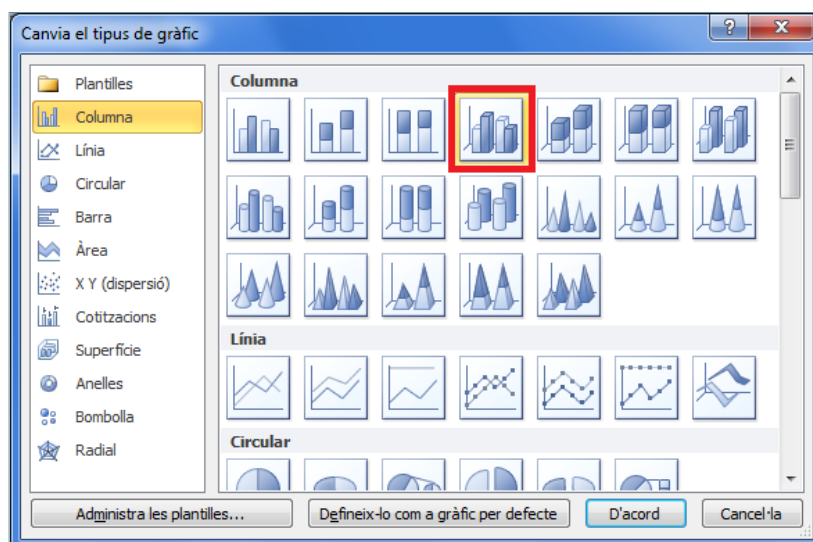 Canvia el tipus de gràfic
Plantilles
Columna
Línia
Circular
Barra
Àrea
X Y (dispersió)
Cotitzacions
Superfície
Anelles
Bombolla
Radial
Columna
Línia
Circular
Administra les plantilles...
Defineix-lo com a gràfic per defecte
D'acord
Cancel·la